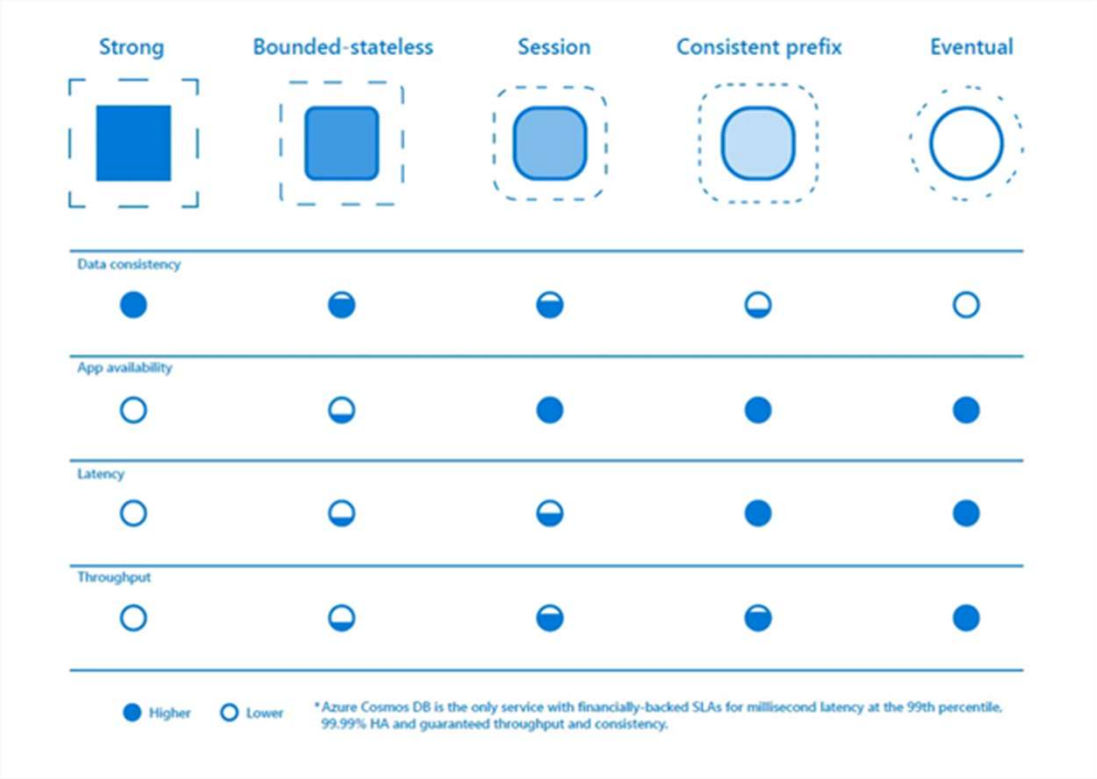 Strong Bounded-stateless Session Consistent prefix Eventual
Data consistency
App availability
Latency
Throughput
Higher Lower *Azure Cosmos DB is the only service with financially-backed SLAs for millisecond latency at the 99th percentile,
99.99% HA and guaranteed throughput and consistency.